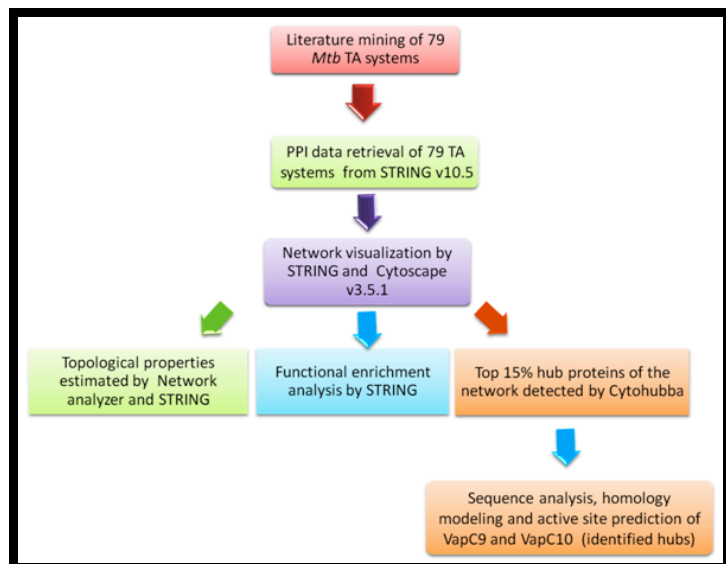 Literature mining of 79
Mtb TA systems
PPI data retrieval of 79 TA
systems from STRING v10.5
Network visualization by
STRING and Cytoscape
v3.5.1
Topological properties
estimated by Network
analyzer and STRING
Functional enrichment
analysis by STRING
Top 15% hub proteins of the
network detected by Cytohubba
Sequence analysis, homology
modeling and active site prediction of
VapC9 and VapC10 (identified hubs)